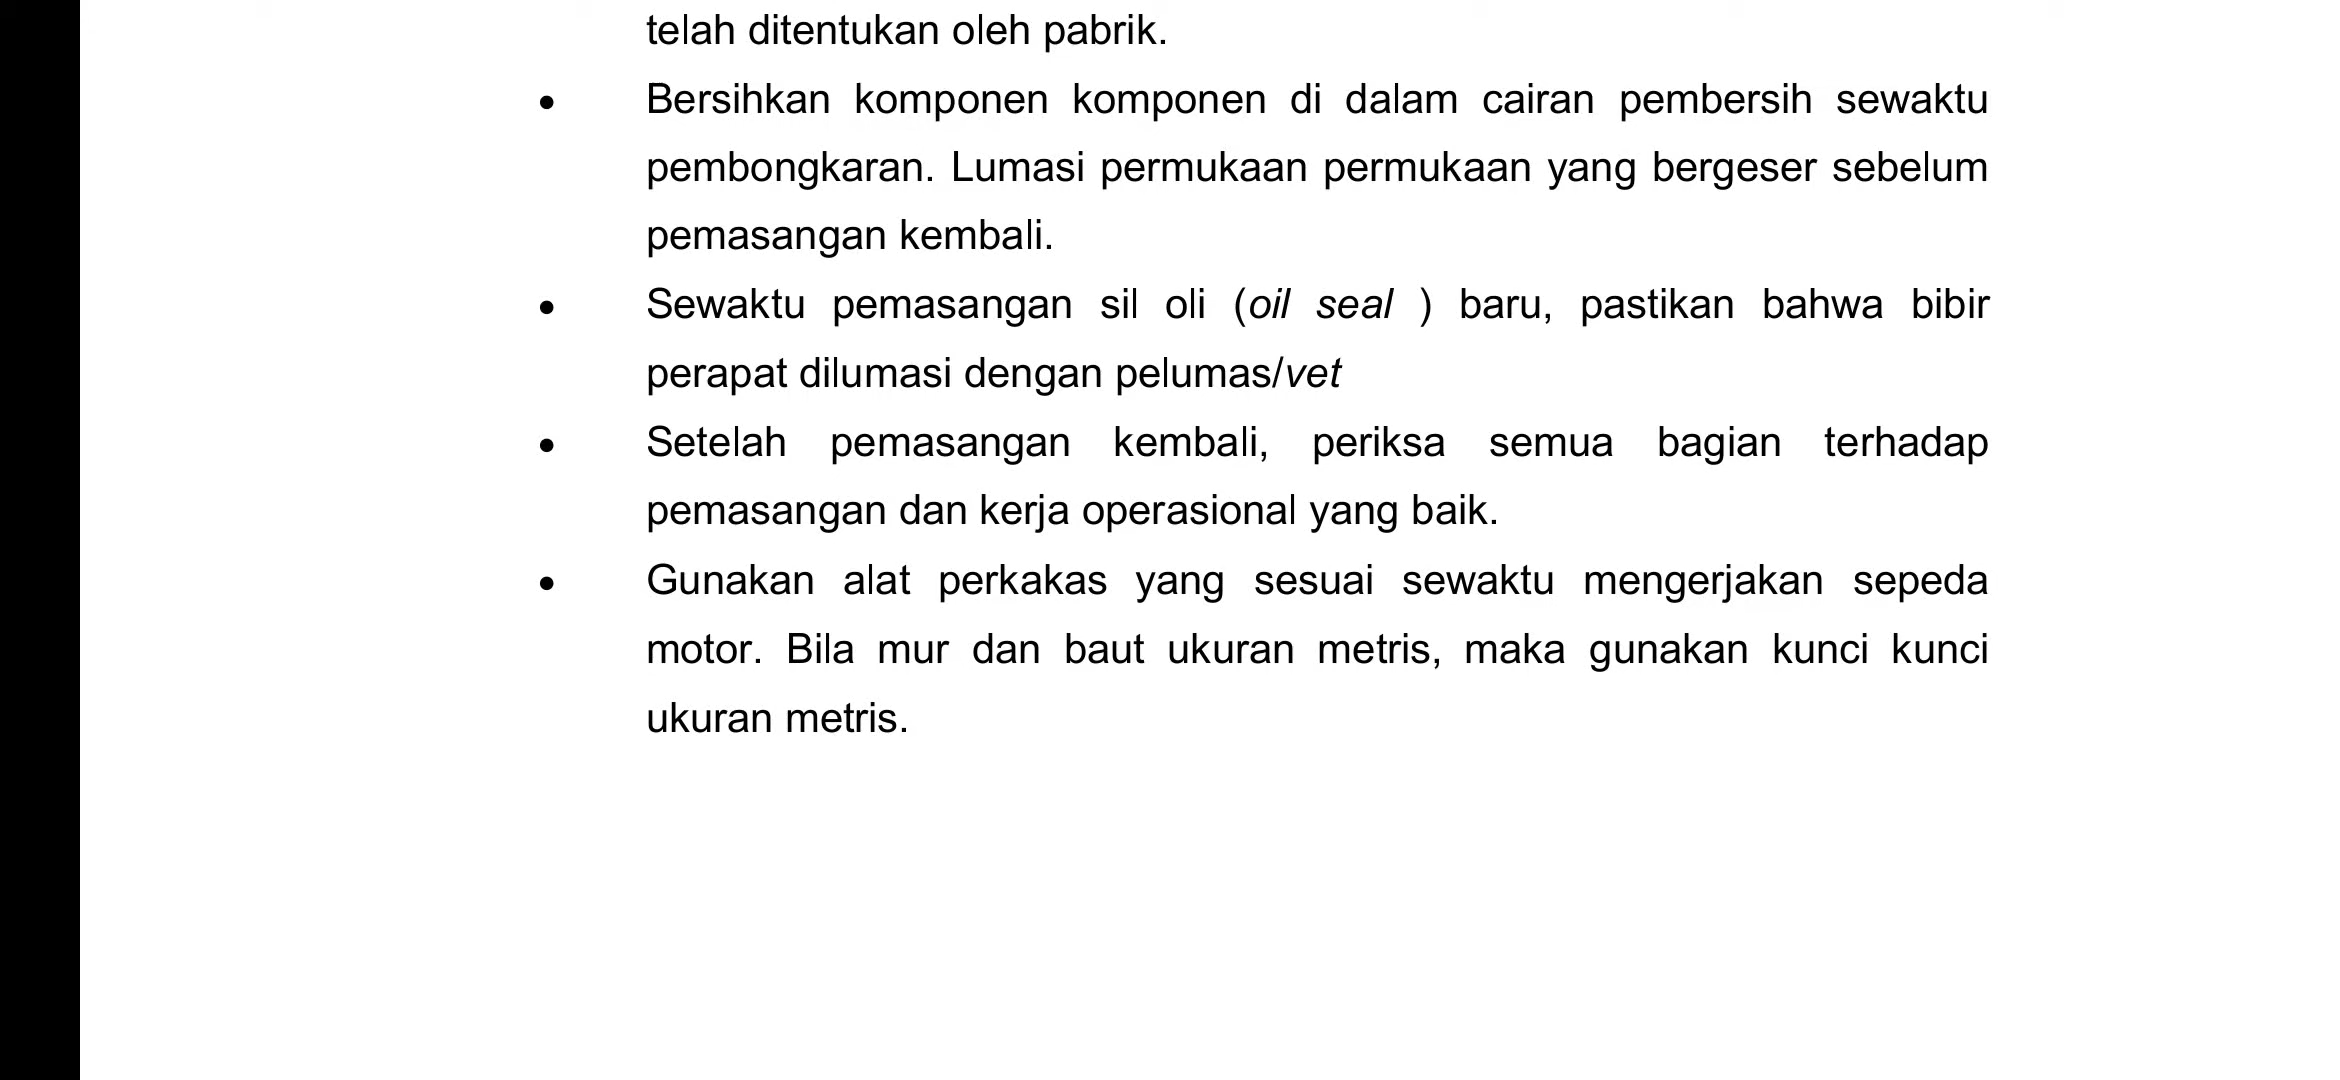 telah ditentukan oleh pabrik.
• Bersihkan komponen komponen di dalam cairan pembersih sewaktu
pembongkaran. Lumasi permukaan permukaan yang bergeser sebelum
pemasangan kembali.
• Sewaktu pemasangan sil oli (oil seal ) baru, pastikan bahwa bibir
perapat dilumasi dengan pelumas/vet
• Setelah pemasangan kembali, periksa semua bagian terhadap
pemasangan dan kerja operasional yang baik.
• Gunakan alat perkakas yang sesuai sewaktu mengerjakan sepeda
motor. Bila mur dan baut ukuran metris, maka gunakan kunci kunci
ukuran metris.